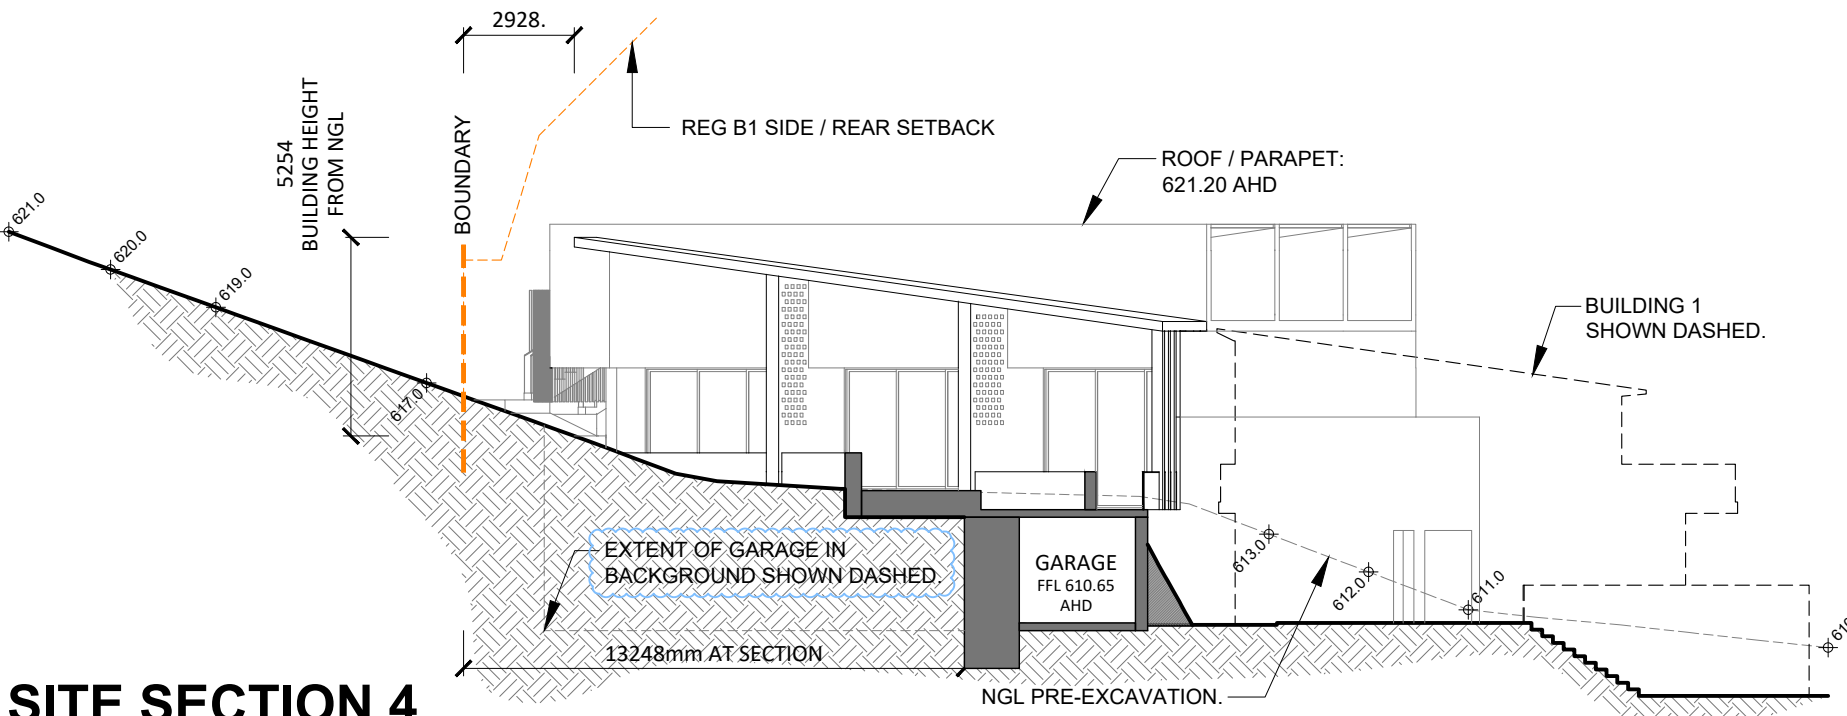 2928.
REG B1 SIDE / REAR SETBACK
5254
BUILDING HEIGHT
FROM NGL
BOUNDARY
ROOF / PARAPET:
621.20 AHD
621.0
620.0
619.0
617.0
BUILDING 1
SHOWN DASHED.
EXTENT OF GARAGE IN
BACKGROUND SHOWN DASHED.
GARAGE
FFL 610.65
AHD
613.0
612.0
611.0
13248mm AT SECTION
NGL PRE-EXCAVATION.
SITE SECTION 4